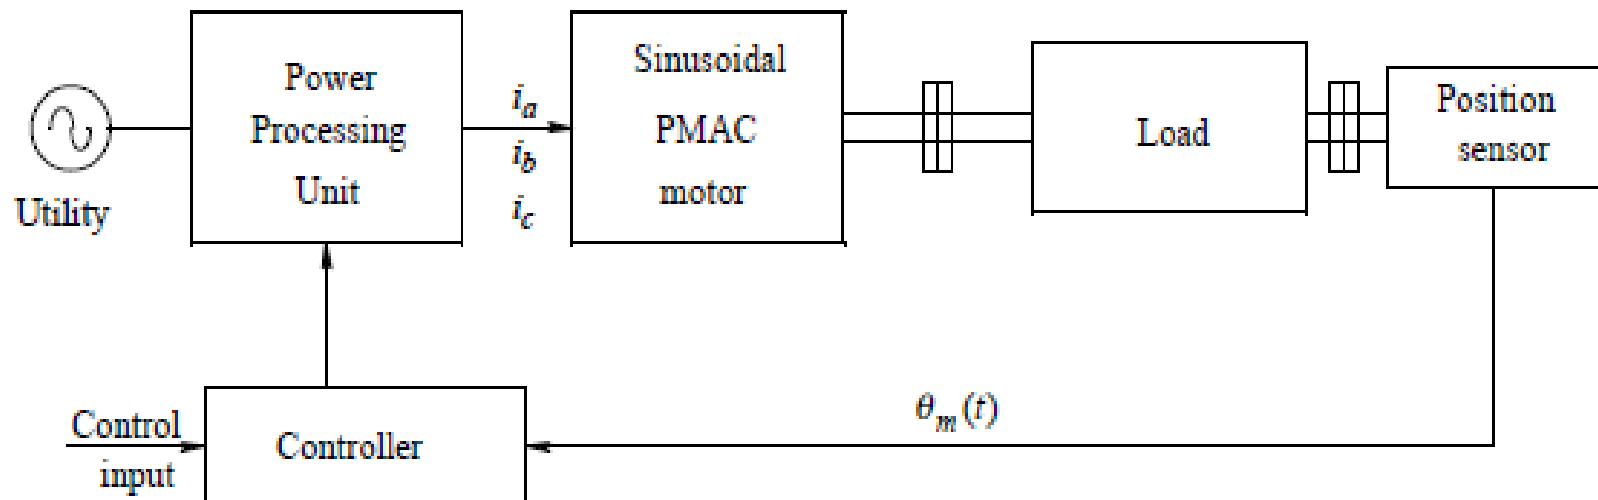 Utility
Power
Processing
Unit
i_a
i_b
i_c
Sinusoidal
PMAC
motor
Load
Position
sensor
θ_m(t)
Control
input
Controller